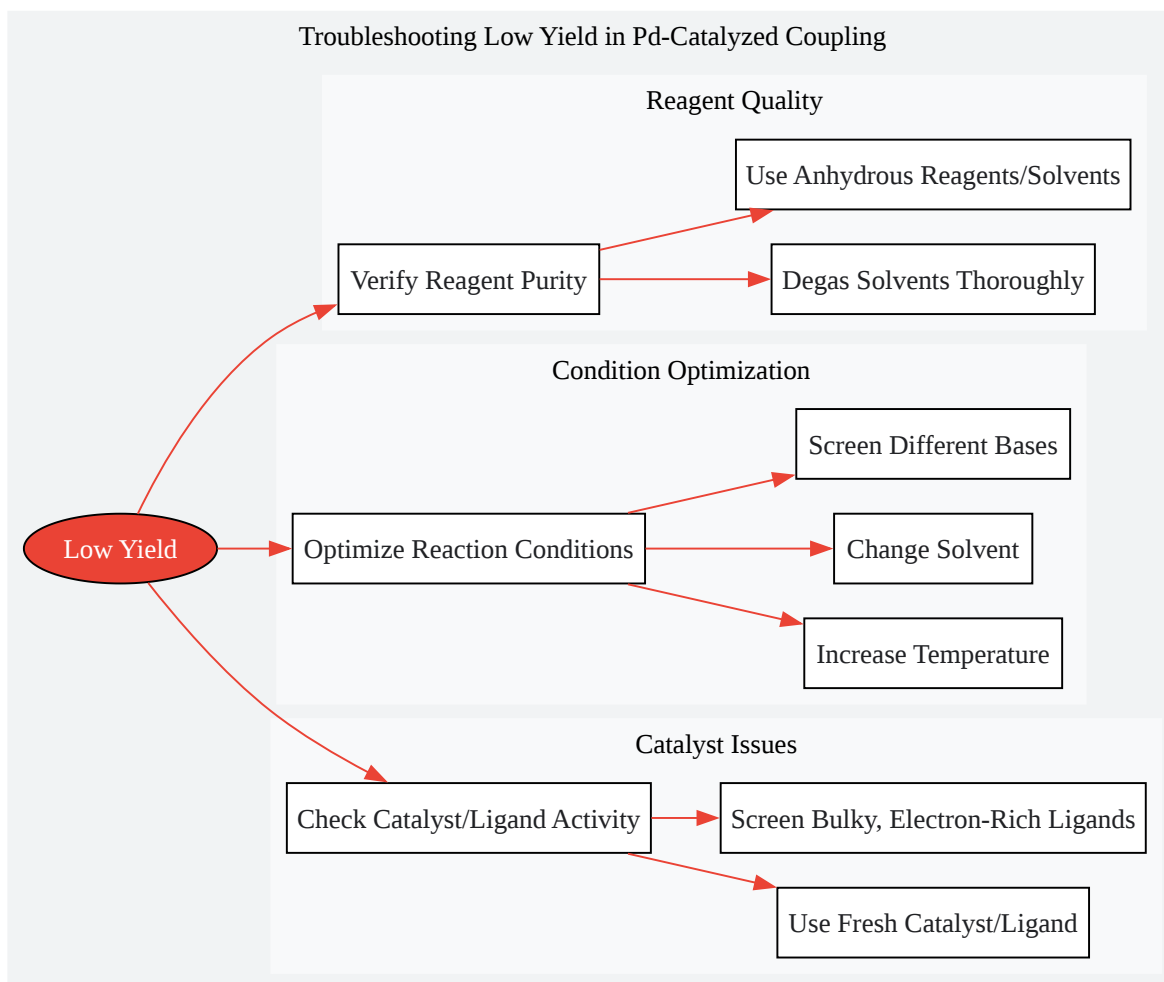 Troubleshooting Low Yield in Pd-Catalyzed Coupling
Reagent Quality
Use Anhydrous Reagents/Solvents
Verify Reagent Purity
Degas Solvents Thoroughly
Condition Optimization
Screen Different Bases
Low Yield
Optimize Reaction Conditions
Change Solvent
Increase Temperature
Catalyst Issues
Check Catalyst/Ligand Activity
Screen Bulky, Electron-Rich Ligands
Use Fresh Catalyst/Ligand